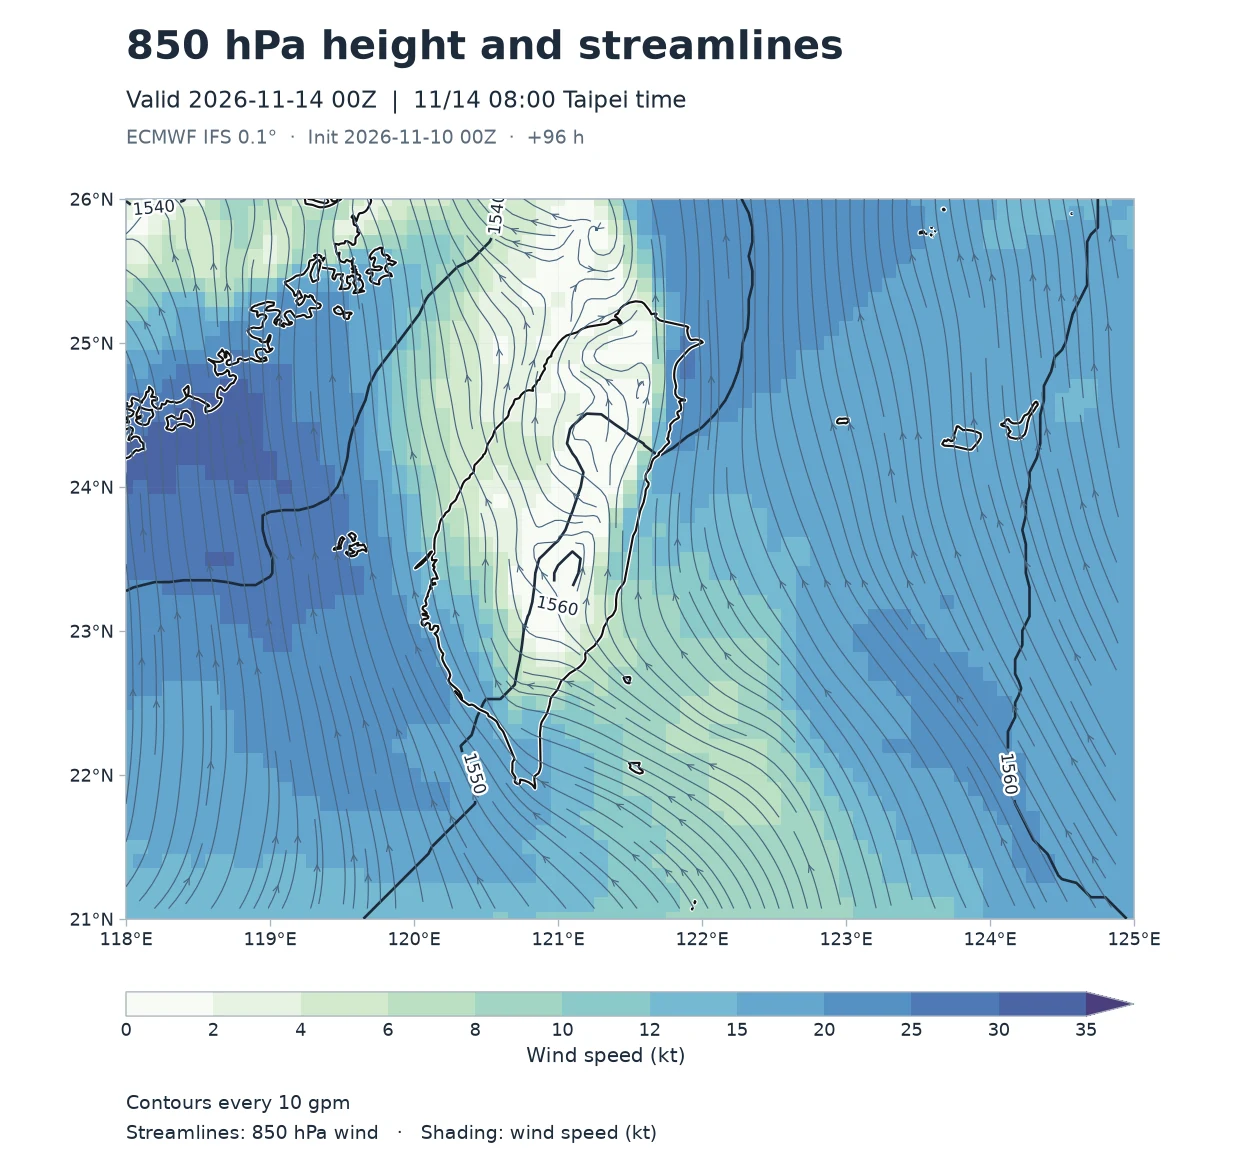 850 hPa height and streamlines
Valid 2026-11-14 00Z | 11/14 08:00 Taipei time
ECMWF IFS 0.1° · Init 2026-11-10 00Z · +96 h
26°N
1540
1540
25°N
24°N
1560
23°N
22°N
1550
1560
21°N
118°E 119°E 120°E 121°E 122°E 123°E 124°E 125°E
0 2 4 6 8 10 12 15 20 25 30 35
Wind speed (kt)
Contours every 10 gpm
Streamlines: 850 hPa wind · Shading: wind speed (kt)